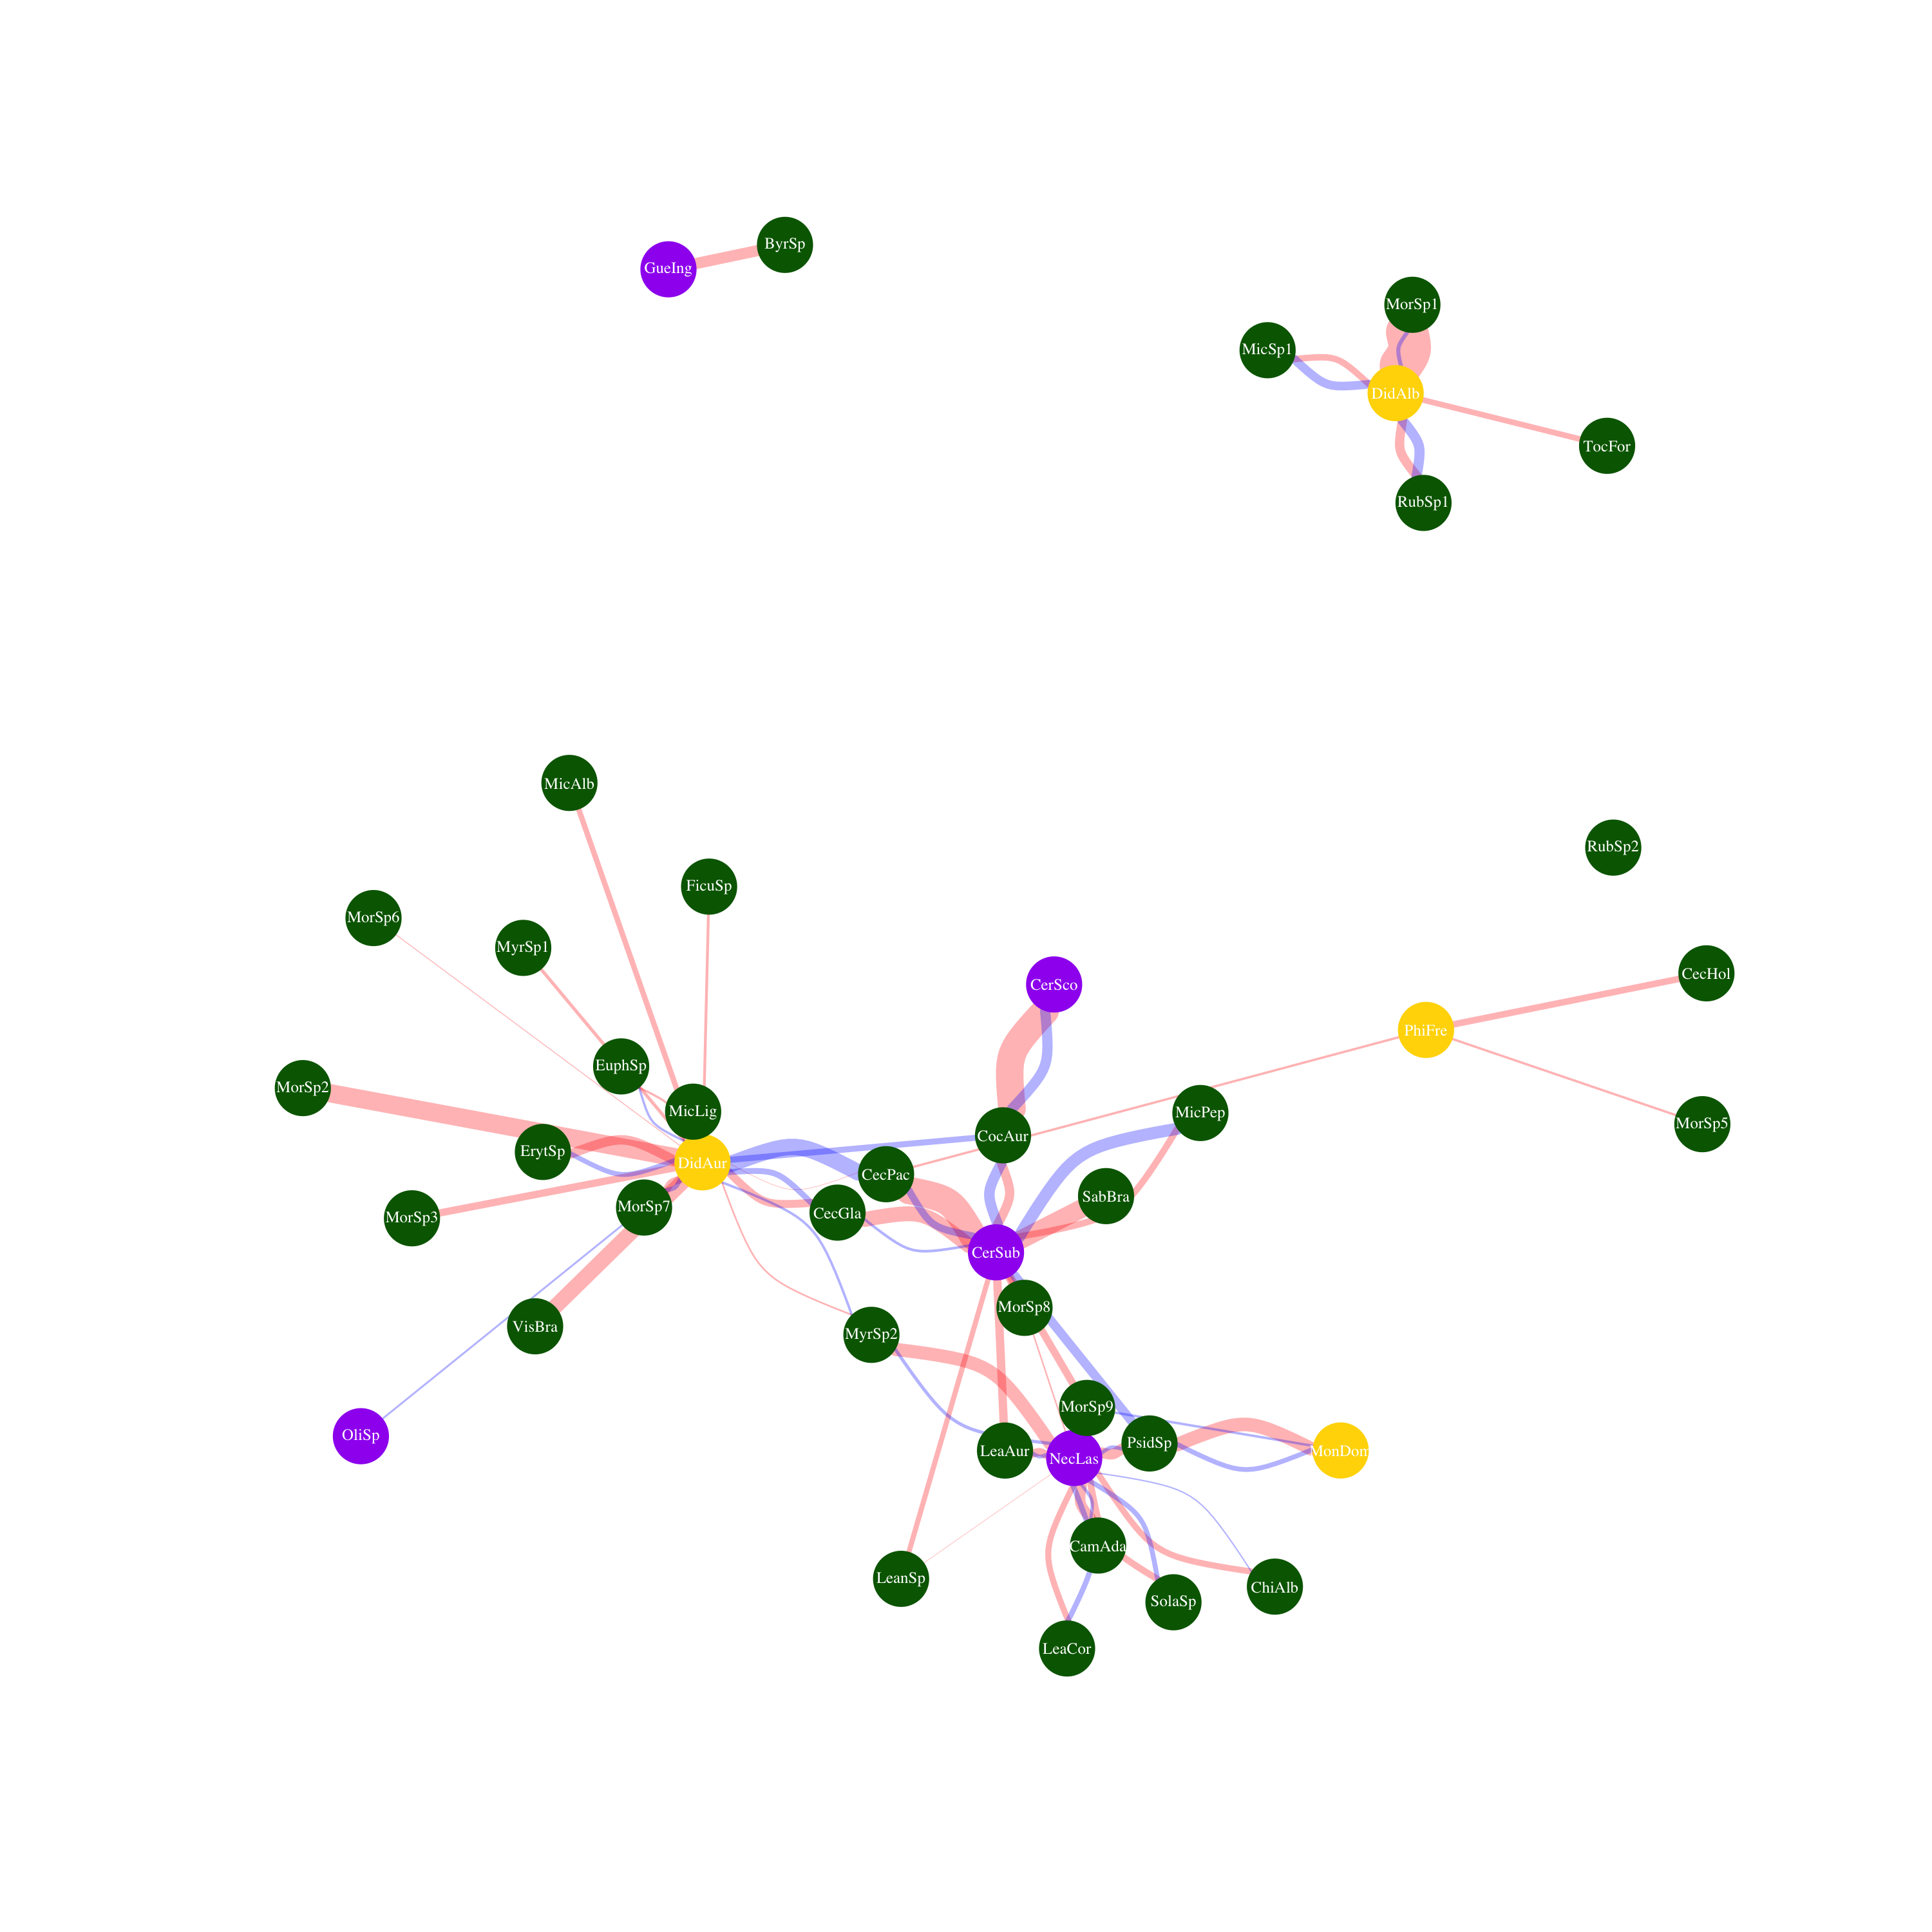 ByrSp
GueIng
MorSp1
MicSp1
DidAlb
TocFor
RubSp1
MicAlb
RubSp2
FicuSp
MorSp6
MyrSp1
CecHol
CerSco
PhiFre
EuphSp
MorSp2
MicLig
MicPep
MorSp5
CocAur
ErytSp
DidAur
CecPac
SabBra
MorSp7
CecGla
MorSp3
CerSub
MorSp8
VisBra
MyrSp2
MorSp9
OliSp
PsidSp
LeaAur
MonDom
NecLas
CamAda
LeanSp
ChiAlb
SolaSp
LeaCor